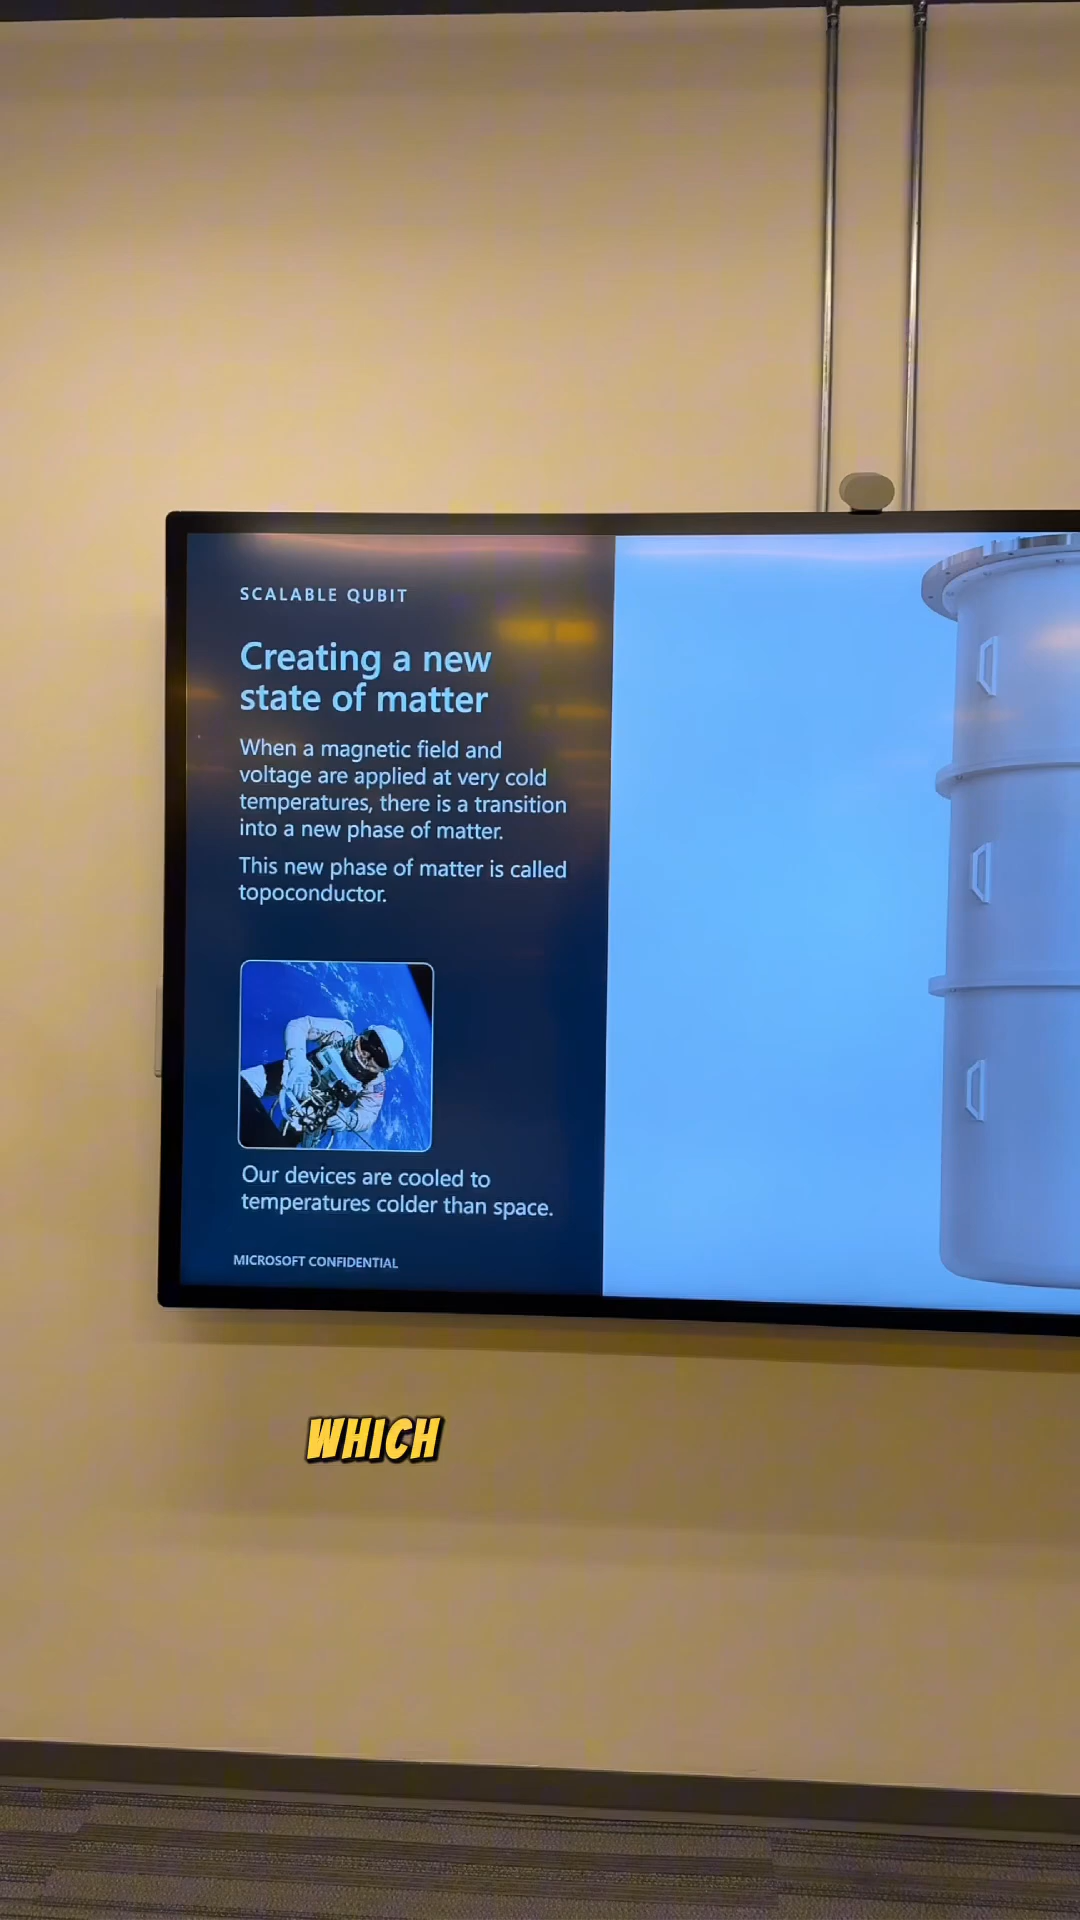 SCALABLE QUBIT
Creating a new
state of matter
When a magnetic field and
voltage are applied at very cold
temperatures, there is a transition
into a new phase of matter.
This new phase of matter is called
topoconductor.
Our devices are cooled to
temperatures colder than space.
MICROSOFT CONFIDENTIAL
WHICH